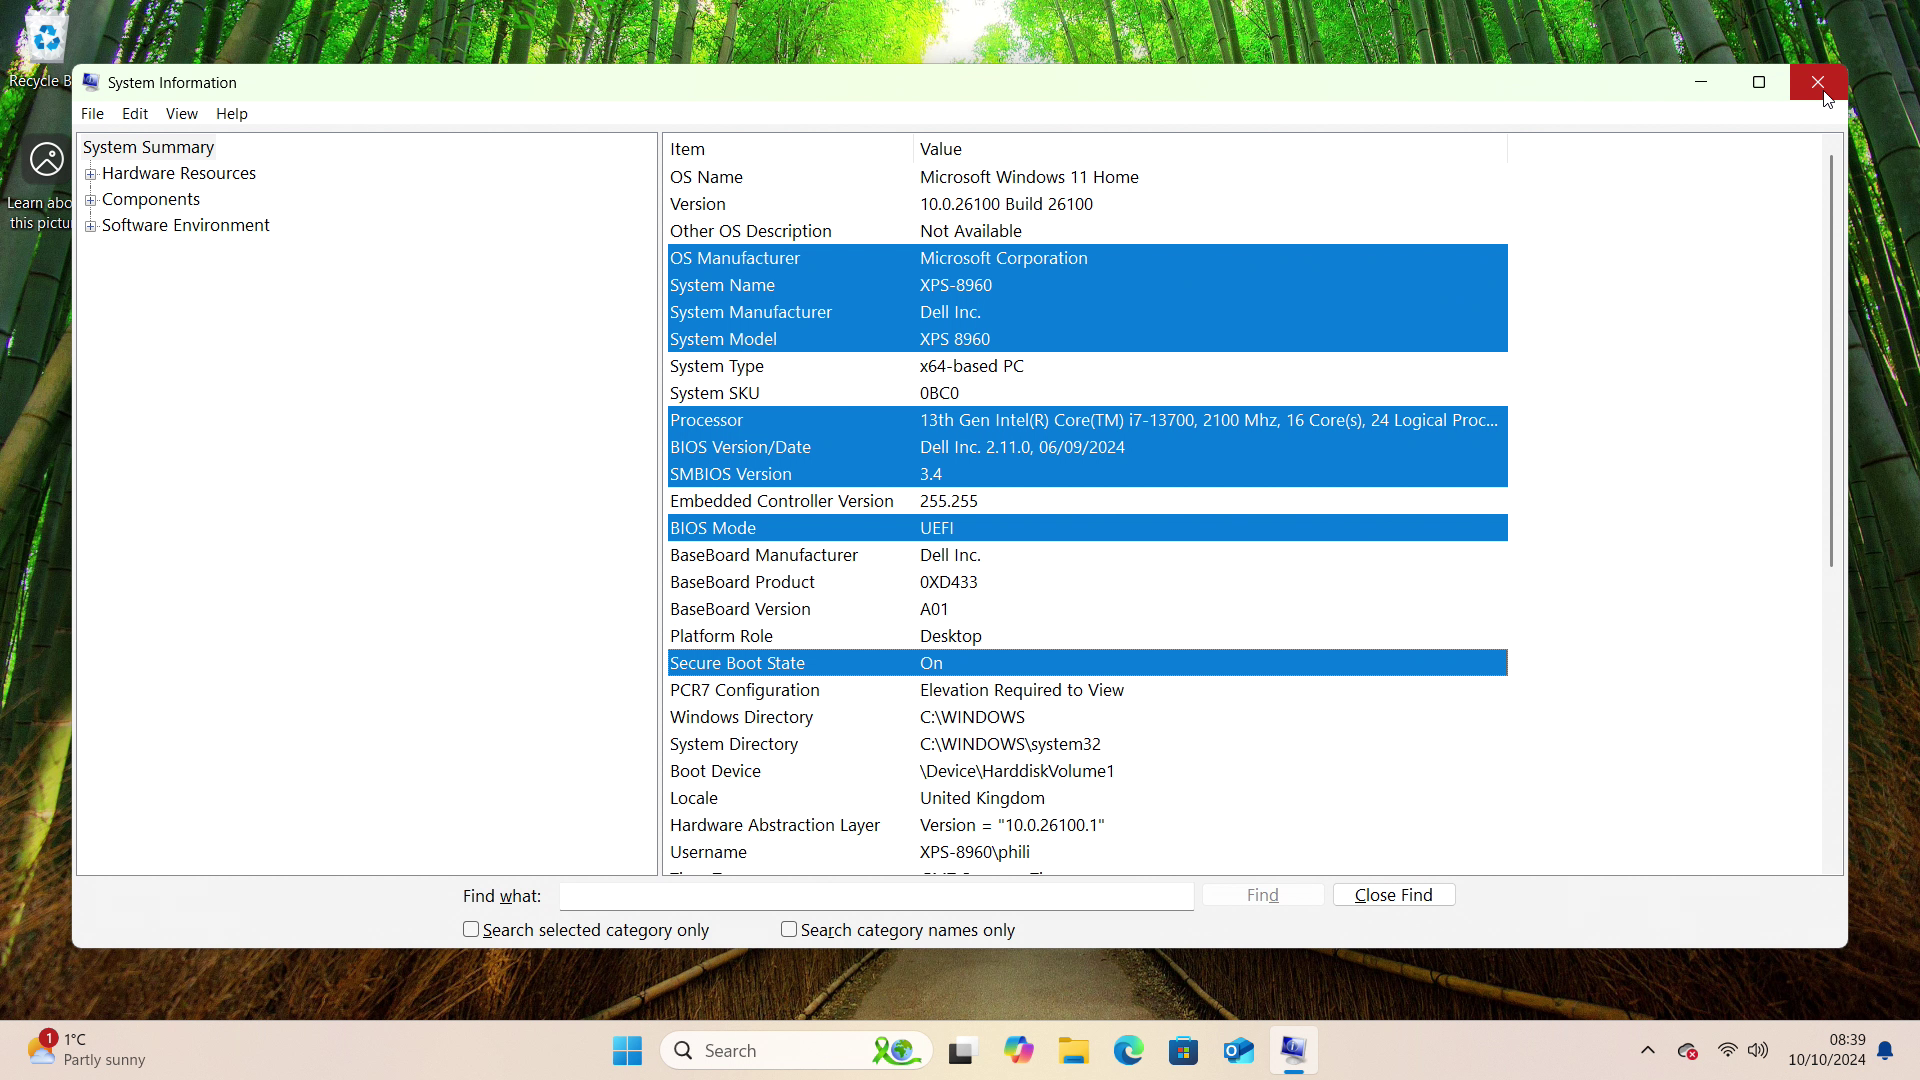 Recycle B
Learn abo
this pictu
System Information
File Edit View Help
System Summary
Hardware Resources
Components
Software Environment
Item Value
OS Name Microsoft Windows 11 Home
Version 10.0.26100 Build 26100
Other OS Description Not Available
OS Manufacturer Microsoft Corporation
System Name XPS-8960
System Manufacturer Dell Inc.
System Model XPS 8960
System Type x64-based PC
System SKU 0BC0
Processor 13th Gen Intel(R) Core(TM) i7-13700, 2100 Mhz, 16 Core(s), 24 Logical Proc...
BIOS Version/Date Dell Inc. 2.11.0, 06/09/2024
SMBIOS Version 3.4
Embedded Controller Version 255.255
BIOS Mode UEFI
BaseBoard Manufacturer Dell Inc.
BaseBoard Product 0XD433
BaseBoard Version A01
Platform Role Desktop
Secure Boot State On
PCR7 Configuration Elevation Required to View
Windows Directory C:\WINDOWS
System Directory C:\WINDOWS\system32
Boot Device \Device\HarddiskVolume1
Locale United Kingdom
Hardware Abstraction Layer Version = "10.0.26100.1"
Username XPS-8960\phili
Find what: Find Close Find
Search selected category only Search category names only
1
1°C
Partly sunny
Search
08:39
10/10/2024